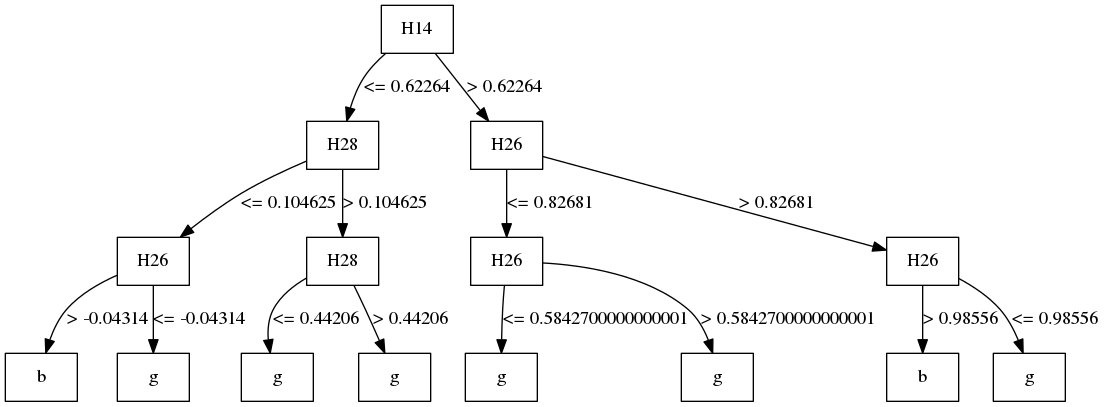 H14
<= 0.62264
> 0.62264
H28
H26
<= 0.104625
> 0.104625
<= 0.82681
> 0.82681
H26
H28
H26
H26
> -0.04314
<= -0.04314
<= 0.44206
> 0.44206
<= 0.5842700000000001
> 0.5842700000000001
> 0.98556
<= 0.98556
b
g
g
g
g
g
b
g